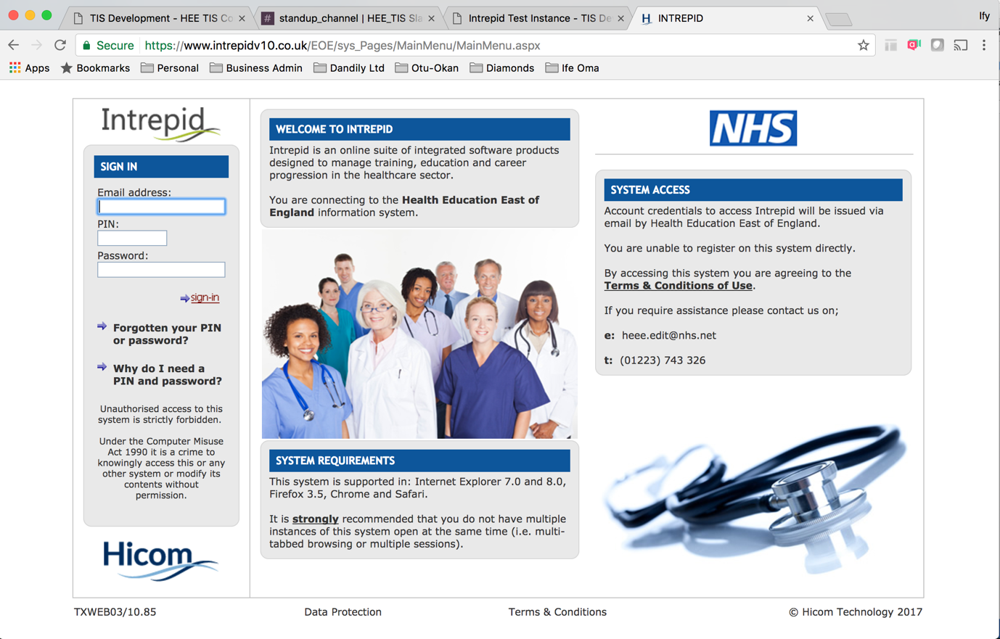 TIS Development - HEE TIS Co
standup_channel | HEE_TIS Sla
Intrepid Test Instance - TIS De
INTREPID
Ify
Secure
https://www.intrepidv10.co.uk/EOE/sys_Pages/MainMenu/MainMenu.aspx
Apps
Bookmarks
Personal
Business Admin
Dandily Ltd
Otu-Okan
Diamonds
Ife Oma
Intrepid
SIGN IN
Email address:
PIN:
Password:
sign-in
Forgotten your PIN
or password?
Why do I need a
PIN and password?
Unauthorised access to this
system is strictly forbidden.
Under the Computer Misuse
Act 1990 it is a crime to
knowingly access this or any
other system or modify its
contents without
permission.
Hicom
WELCOME TO INTREPID
Intrepid is an online suite of integrated software products
designed to manage training, education and career
progression in the healthcare sector.
You are connecting to the Health Education East of
England information system.
SYSTEM REQUIREMENTS
This system is supported in: Internet Explorer 7.0 and 8.0,
Firefox 3.5, Chrome and Safari.
It is strongly recommended that you do not have multiple
instances of this system open at the same time (i.e. multi-
tabbed browsing or multiple sessions).
NHS
SYSTEM ACCESS
Account credentials to access Intrepid will be issued via
email by Health Education East of England.
You are unable to register on this system directly.
By accessing this system you are agreeing to the
Terms & Conditions of Use.
If you require assistance please contact us on;
e: heee.edit@nhs.net
t: (01223) 743 326
TXWEB03/10.85
Data Protection
Terms & Conditions
© Hicom Technology 2017